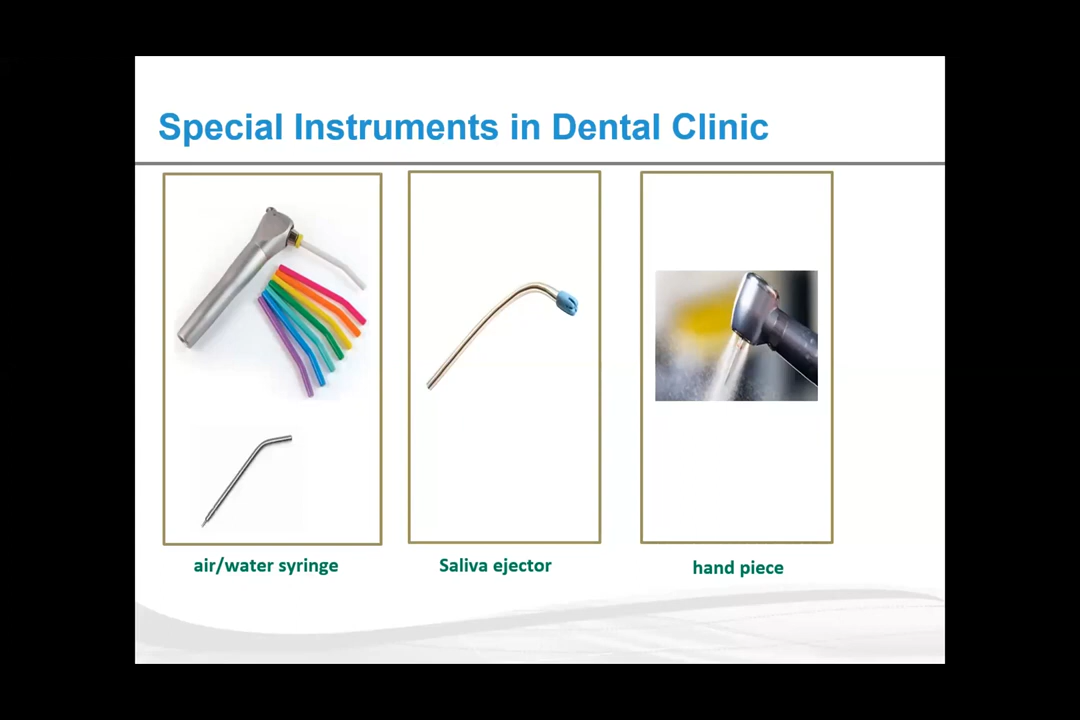 Special Instruments in Dental Clinic
air/water syringe
Saliva ejector
hand piece